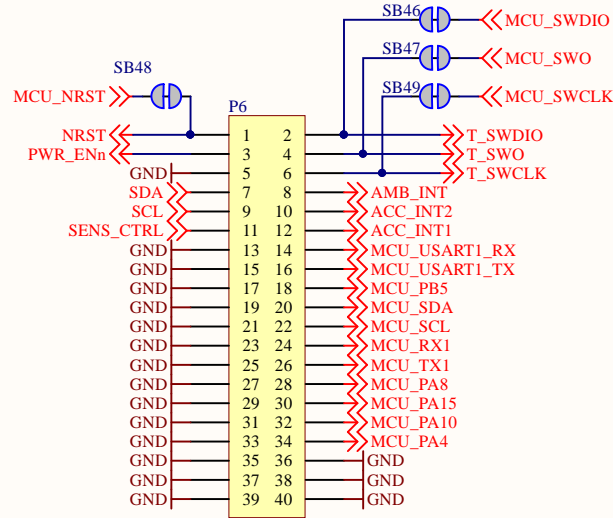 SB46 MCU_SWDIO
SB47 MCU_SWO
SB48
SB49 MCU_SWCLK
MCU_NRST
P6
NRST 1 2 T_SWDIO
PWR_ENn 3 4 T_SWO
GND 5 6 T_SWCLK
SDA 7 8 AMB_INT
SCL 9 10 ACC_INT2
SENS_CTRL 11 12 ACC_INT1
GND 13 14 MCU_USART1_RX
GND 15 16 MCU_USART1_TX
GND 17 18 MCU_PB5
GND 19 20 MCU_SDA
GND 21 22 MCU_SCL
GND 23 24 MCU_RX1
GND 25 26 MCU_TX1
GND 27 28 MCU_PA8
GND 29 30 MCU_PA15
GND 31 32 MCU_PA10
GND 33 34 MCU_PA4
GND 35 36 GND
GND 37 38 GND
GND 39 40 GND